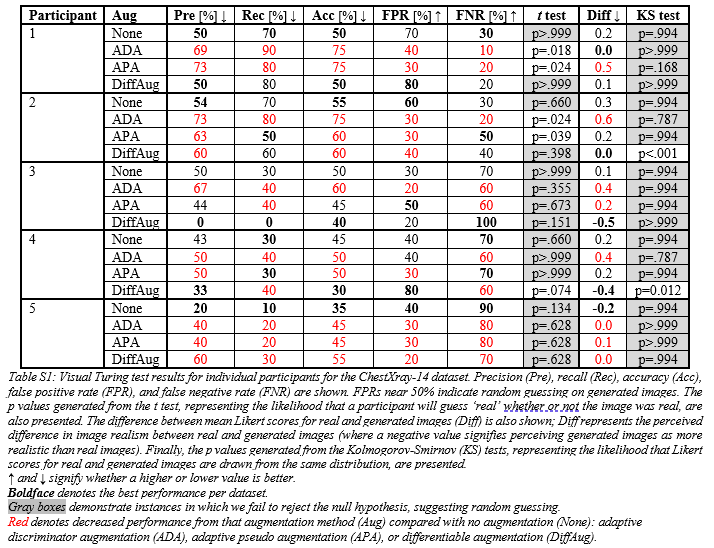 Participant Aug Pre [%] ↓ Rec [%] ↓ Acc [%] ↓ FPR [%] ↑ FNR [%] ↑ t test Diff ↓ KS test
1 None 50 70 50 70 30 p>.999 0.2 p=.994
ADA 69 90 75 40 10 p=.018 0.0 p>.999
APA 73 80 75 30 20 p=.024 0.5 p=.168
DiffAug 50 80 50 80 20 p>.999 0.1 p>.999
2 None 54 70 55 60 30 p=.660 0.3 p=.994
ADA 73 80 75 30 20 p=.024 0.6 p=.787
APA 63 50 60 30 50 p=.039 0.2 p=.994
DiffAug 60 60 60 40 40 p=.398 0.0 p<.001
3 None 50 30 50 30 70 p>.999 0.1 p=.994
ADA 67 40 60 20 60 p=.355 0.4 p=.994
APA 44 40 45 50 60 p=.673 0.2 p=.994
DiffAug 0 0 40 20 100 p=.151 -0.5 p>.999
4 None 43 30 45 40 70 p=.660 0.2 p=.994
ADA 50 40 50 40 60 p>.999 0.4 p=.787
APA 50 30 50 30 70 p>.999 0.2 p=.994
DiffAug 33 40 30 80 60 p=.074 -0.4 p=0.012
5 None 20 10 35 40 90 p=.134 -0.2 p=.994
ADA 40 20 45 30 80 p=.628 0.0 p>.999
APA 40 20 45 30 80 p=.628 0.1 p>.999
DiffAug 60 30 55 20 70 p=.628 0.0 p=.994
Table S1: Visual Turing test results for individual participants for the ChestXray-14 dataset. Precision (Pre), recall (Rec), accuracy (Acc),
false positive rate (FPR), and false negative rate (FNR) are shown. FPRs near 50% indicate random guessing on generated images. The
p values generated from the t test, representing the likelihood that a participant will guess ‘real’ whether or not the image was real, are
also presented. The difference between mean Likert scores for real and generated images (Diff) is also shown; Diff represents the perceived
difference in image realism between real and generated images (where a negative value signifies perceiving generated images as more
realistic than real images). Finally, the p values generated from the Kolmogorov-Smirnov (KS) tests, representing the likelihood that Likert
scores for real and generated images are drawn from the same distribution, are presented.
↑ and ↓ signify whether a higher or lower value is better.
Boldface denotes the best performance per dataset.
Gray boxes demonstrate instances in which we fail to reject the null hypothesis, suggesting random guessing.
Red denotes decreased performance from that augmentation method (Aug) compared with no augmentation (None): adaptive
discriminator augmentation (ADA), adaptive pseudo augmentation (APA), or differentiable augmentation (DiffAug).